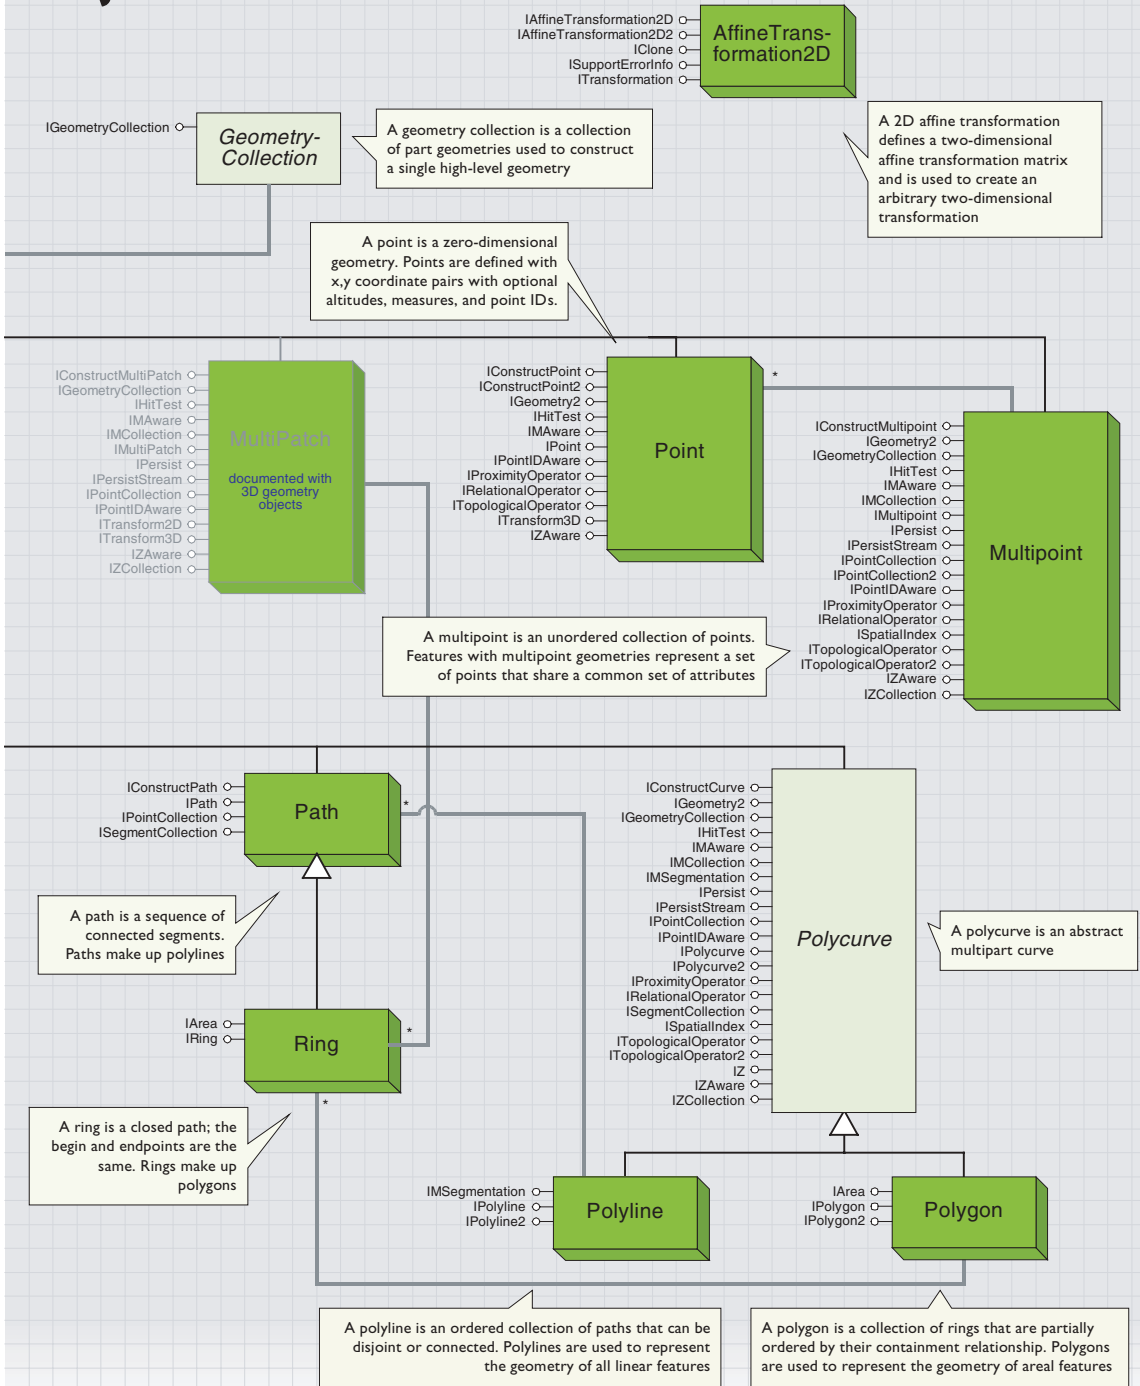 IAffineTransformation2D
IAffineTransformation2D2
IClone
ISupportErrorInfo
ITransformation
AffineTrans-
formation2D
A 2D affine transformation
defines a two-dimensional
affine transformation matrix
and is used to create an
arbitrary two-dimensional
transformation
IGeometryCollection
Geometry-
Collection
A geometry collection is a collection
of part geometries used to construct
a single high-level geometry
A point is a zero-dimensional
geometry. Points are defined with
x,y coordinate pairs with optional
altitudes, measures, and point IDs.
IConstructMultiPatch
IGeometryCollection
IHitTest
IMAware
IMCollection
IMultiPatch
IPersist
IPersistStream
IPointCollection
IPointIDAware
ITransform2D
ITransform3D
IZAware
IZCollection
MultiPatch
documented with
3D geometry
objects
IConstructPoint
IConstructPoint2
IGeometry2
IHitTest
IMAware
IPoint
IPointIDAware
IProximityOperator
IRelationalOperator
ITopologicalOperator
ITransform3D
IZAware
Point
*
IConstructMultipoint
IGeometry2
IGeometryCollection
IHitTest
IMAware
IMCollection
IMultipoint
IPersist
IPersistStream
IPointCollection
IPointCollection2
IPointIDAware
IProximityOperator
IRelationalOperator
ISpatialIndex
ITopologicalOperator
ITopologicalOperator2
IZAware
IZCollection
Multipoint
A multipoint is an unordered collection of points.
Features with multipoint geometries represent a set
of points that share a common set of attributes
IConstructPath
IPath
IPointCollection
ISegmentCollection
Path
*
A path is a sequence of
connected segments.
Paths make up polylines
IArea
IRing
Ring
*
*
A ring is a closed path; the
begin and endpoints are the
same. Rings make up
polygons
IConstructCurve
IGeometry2
IGeometryCollection
IHitTest
IMAware
IMCollection
IMSegmentation
IPersist
IPersistStream
IPointCollection
IPointIDAware
IPolycurve
IPolycurve2
IProximityOperator
IRelationalOperator
ISegmentCollection
ISpatialIndex
ITopologicalOperator
ITopologicalOperator2
IZ
IZAware
IZCollection
Polycurve
A polycurve is an abstract
multipart curve
IMSegmentation
IPolyline
IPolyline2
Polyline
IArea
IPolygon
IPolygon2
Polygon
A polyline is an ordered collection of paths that can be
disjoint or connected. Polylines are used to represent
the geometry of all linear features
A polygon is a collection of rings that are partially
ordered by their containment relationship. Polygons
are used to represent the geometry of areal features